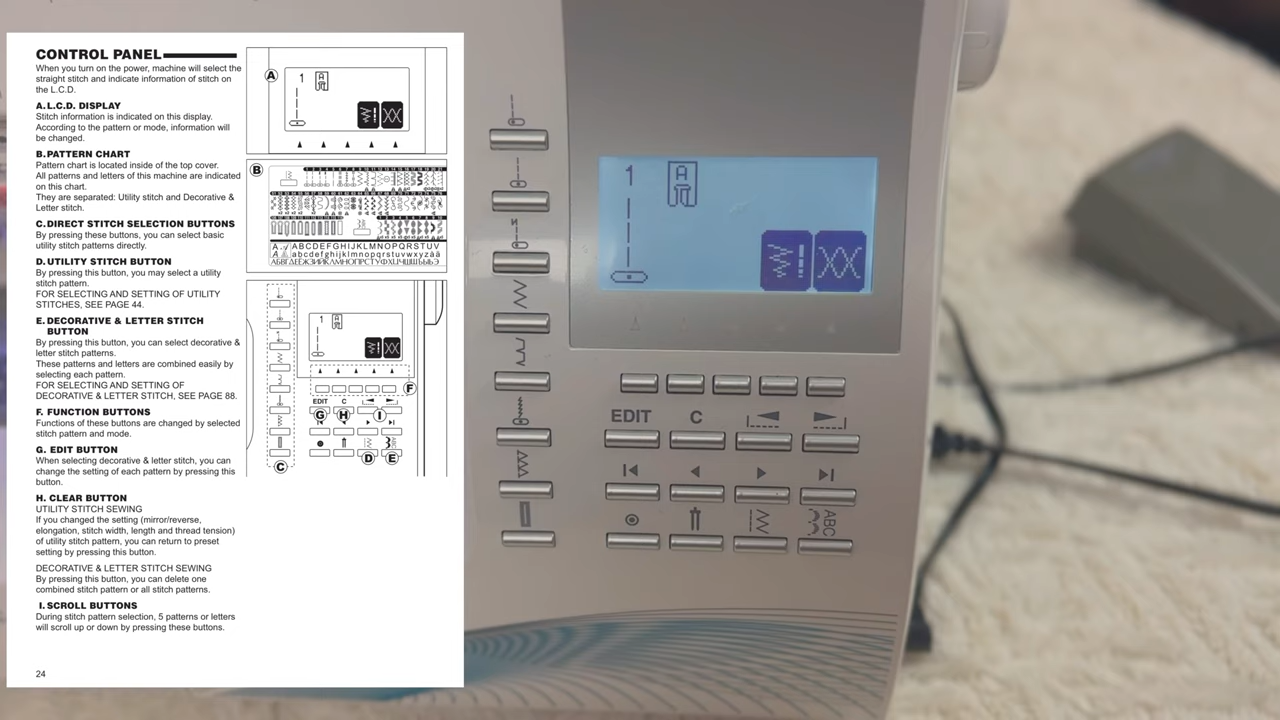 CONTROL PANEL
When you turn on the power, machine will select the
straight stitch and indicate information of stitch on
the L.C.D.
A. L.C.D. DISPLAY
Stitch information is indicated on this display.
According to the pattern or mode, information will
be changed.
B. PATTERN CHART
Pattern chart is located inside of the top cover.
All patterns and letters of this machine are indicated
on this chart.
They are separated: Utility stitch and Decorative &
Letter stitch.
C. DIRECT STITCH SELECTION BUTTONS
By pressing these buttons, you can select basic
utility stitch patterns directly.
D. UTILITY STITCH BUTTON
By pressing this button, you may select a utility
stitch pattern.
FOR SELECTING AND SETTING OF UTILITY
STITCHES, SEE PAGE 44.
E. DECORATIVE & LETTER STITCH
BUTTON
By pressing this button, you can select decorative &
letter stitch patterns.
These patterns and letters are combined easily by
selecting each pattern.
FOR SELECTING AND SETTING OF
DECORATIVE & LETTER STITCH, SEE PAGE 88.
F. FUNCTION BUTTONS
Functions of these buttons are changed by selected
stitch pattern and mode.
G. EDIT BUTTON
When selecting decorative & letter stitch, you can
change the setting of each pattern by pressing this
button.
H. CLEAR BUTTON
UTILITY STITCH SEWING
If you changed the setting (mirror/reverse,
elongation, stitch width, length and thread tension)
of utility stitch pattern, you can return to preset
setting by pressing this button.
DECORATIVE & LETTER STITCH SEWING
By pressing this button, you can delete one
combined stitch pattern or all stitch patterns.
I. SCROLL BUTTONS
During stitch pattern selection, 5 patterns or letters
will scroll up or down by pressing these buttons.
24
A
1 A
B
ABCDEFGHIJKLMNOPQRSTUV
abcdefghijklmnopqrstuvwxyzäå
1 A
F
EDIT C
G H I
D E
C
1 A
EDIT C
ABC